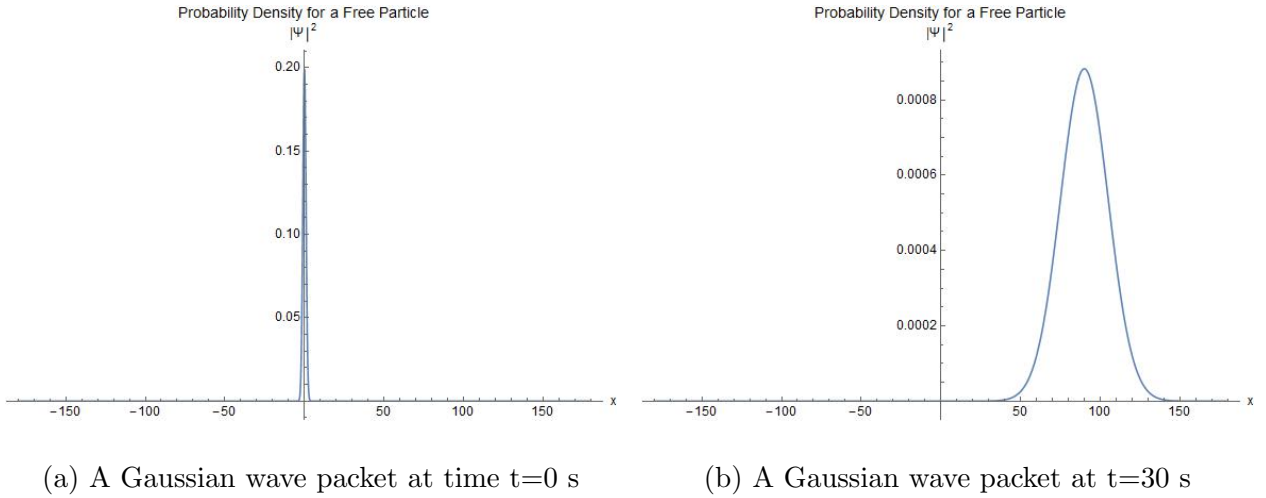 Probability Density for a Free Particle
|Ψ|²
0.20
0.15
0.10
0.05
−150 −100 −50 50 100 150 x
(a) A Gaussian wave packet at time t=0 s
Probability Density for a Free Particle
|Ψ|²
0.0008
0.0006
0.0004
0.0002
−150 −100 −50 50 100 150 x
(b) A Gaussian wave packet at t=30 s